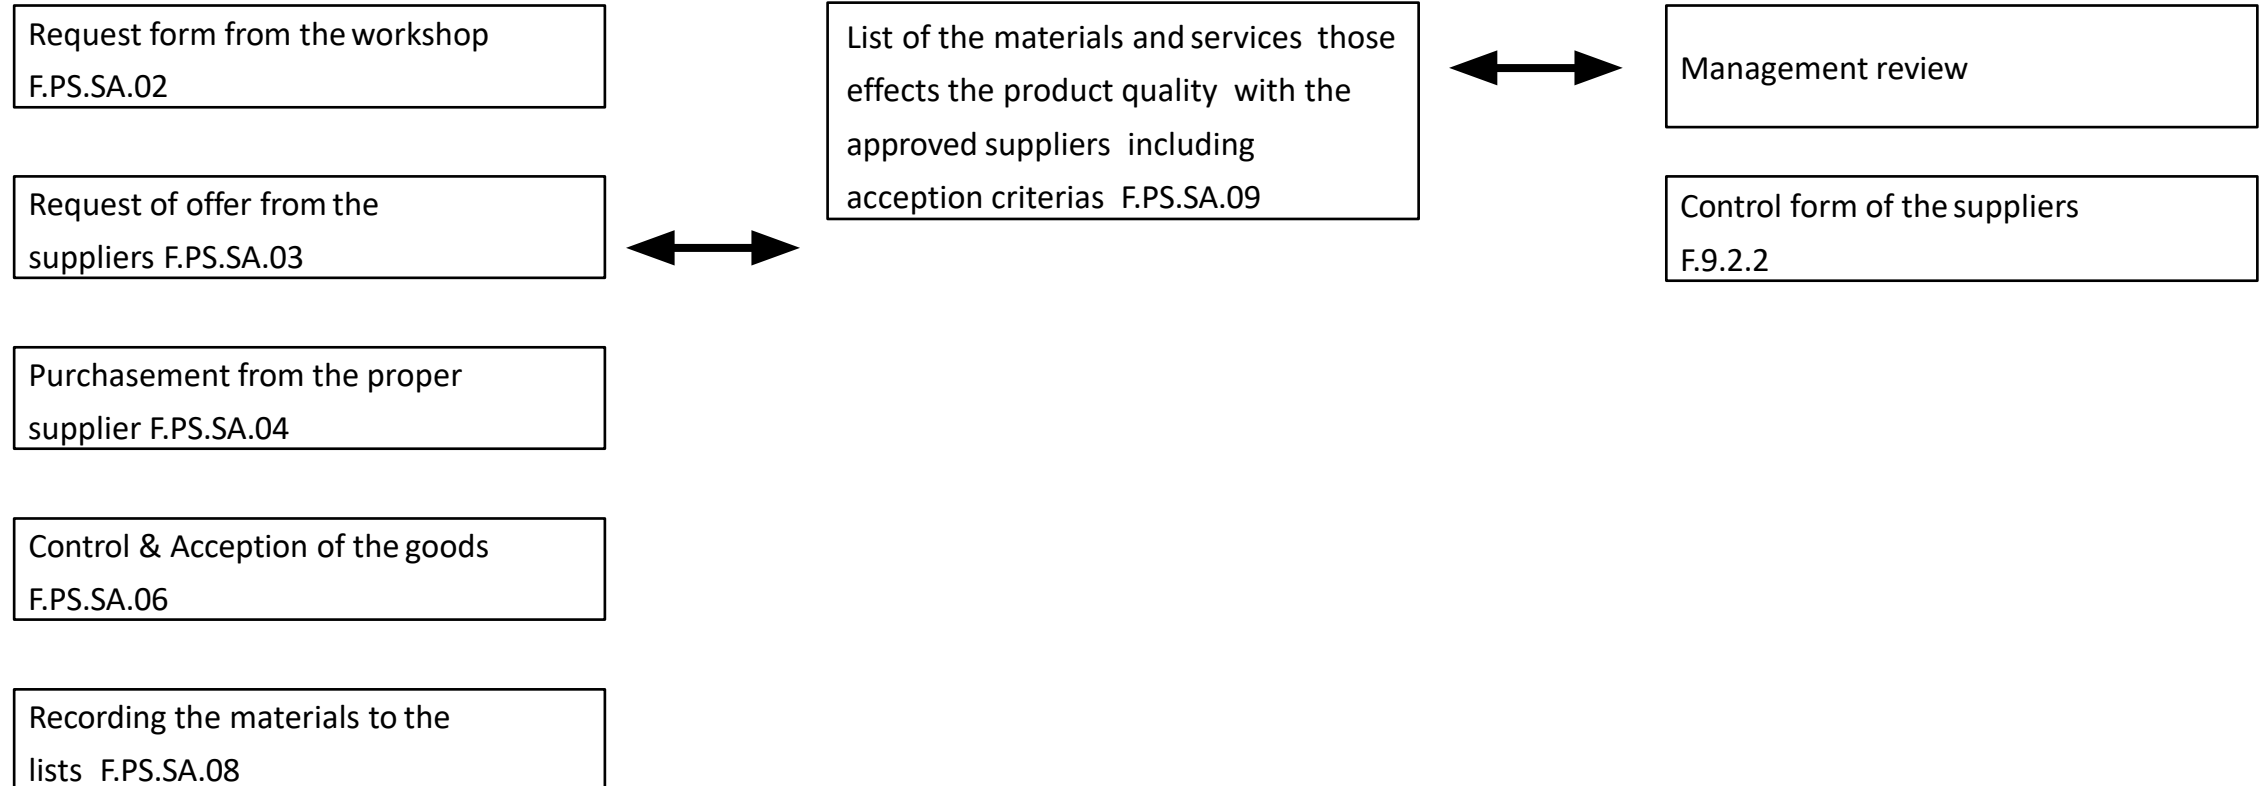 Request form from the workshop
F.PS.SA.02
Request of offer from the
suppliers F.PS.SA.03
Purchasement from the proper
supplier F.PS.SA.04
Control & Acception of the goods
F.PS.SA.06
Recording the materials to the
lists F.PS.SA.08
List of the materials and services those
effects the product quality with the
approved suppliers including
acception criterias F.PS.SA.09
Management review
Control form of the suppliers
F.9.2.2